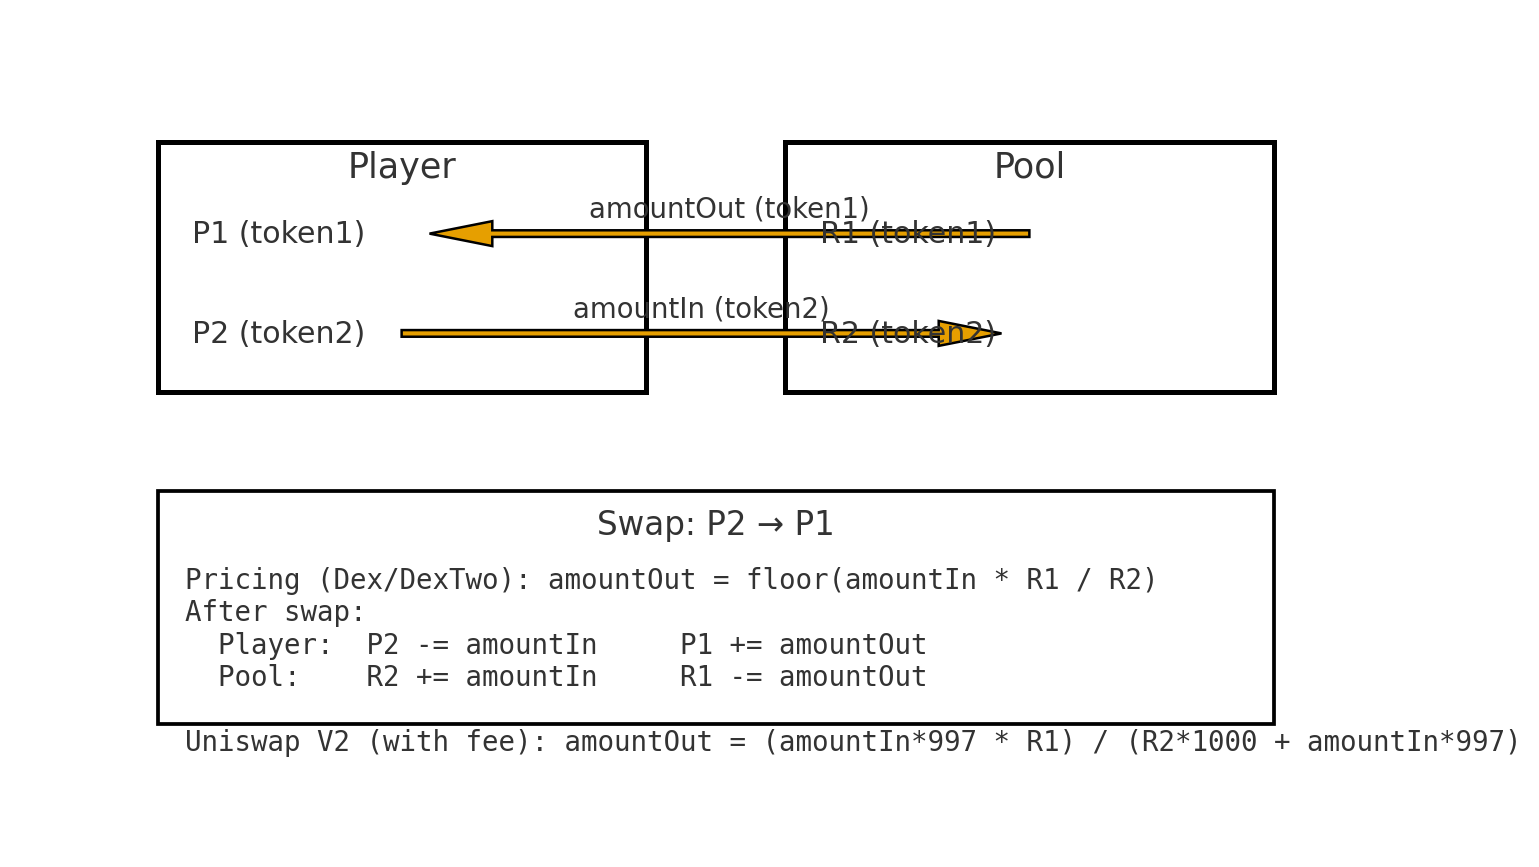 Player
Pool
amountOut (token1)
P1 (token1)
R1 (token1)
amountIn (token2)
P2 (token2)
R2 (token2)
Swap: P2 → P1
Pricing (Dex/DexTwo): amountOut = floor(amountIn * R1 / R2)
After swap:
  Player:  P2 -= amountIn     P1 += amountOut
  Pool:    R2 += amountIn     R1 -= amountOut
Uniswap V2 (with fee): amountOut = (amountIn*997 * R1) / (R2*1000 + amountIn*997)